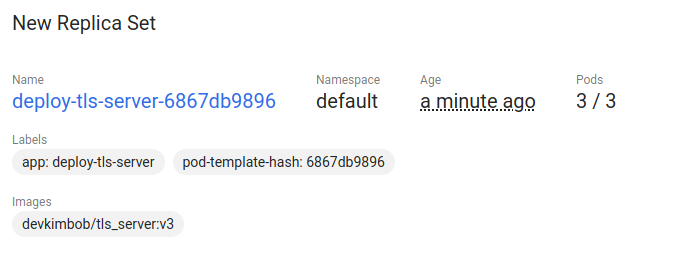 New Replica Set
Name Namespace Age Pods
deploy-tls-server-6867db9896 default a minute ago 3 / 3
Labels
app: deploy-tls-server pod-template-hash: 6867db9896
Images
devkimbob/tls_server:v3